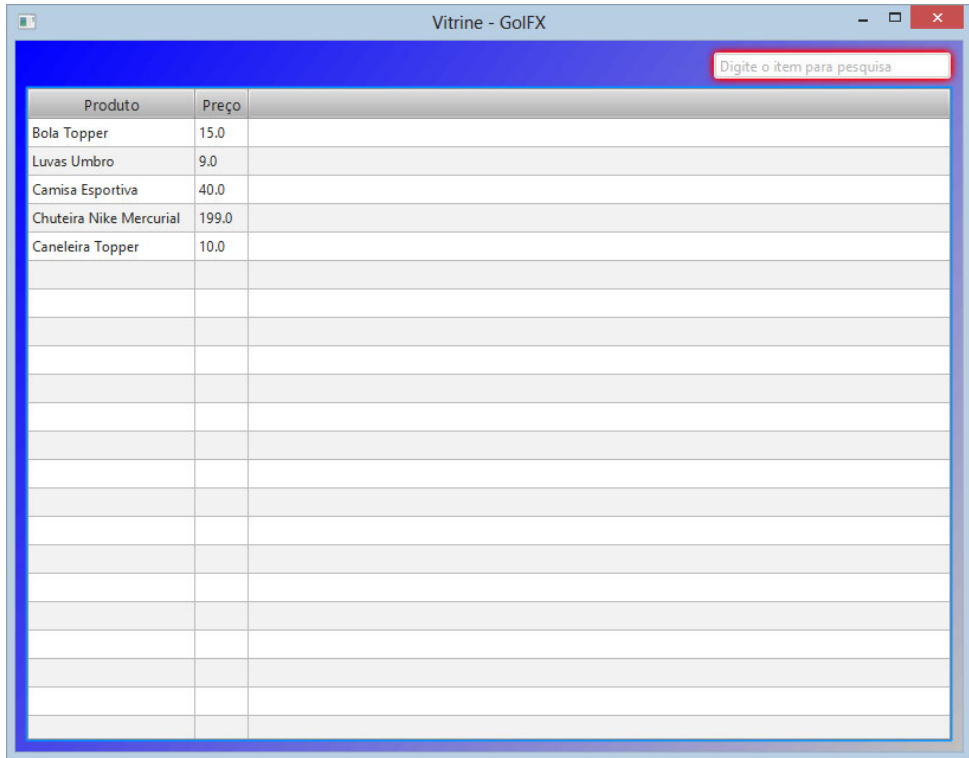 Vitrine - GolFX
Digite o item para pesquisa
Produto Preço
Bola Topper 15.0
Luvas Umbro 9.0
Camisa Esportiva 40.0
Chuteira Nike Mercurial 199.0
Caneleira Topper 10.0